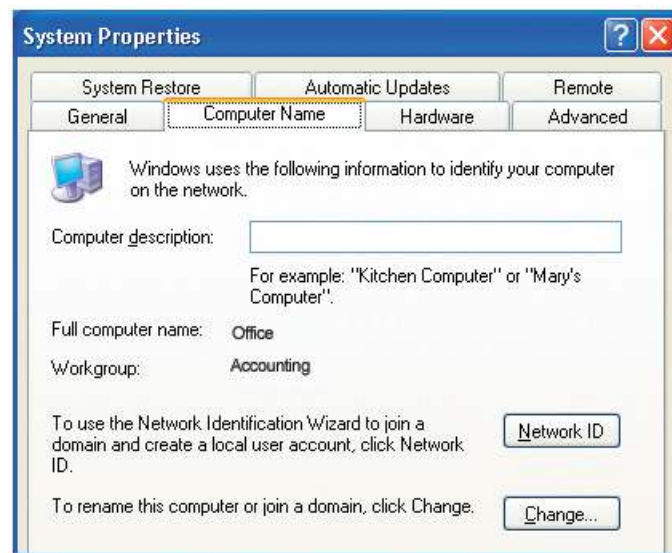 System Properties
System Restore
Automatic Updates
Remote
General
Computer Name
Hardware
Advanced
Windows uses the following information to identify your computer
on the network.
Computer description:
For example: "Kitchen Computer" or "Mary's
Computer".
Full computer name: Office
Workgroup: Accounting
To use the Network Identification Wizard to join a
domain and create a local user account, click Network
ID.
Network ID
To rename this computer or join a domain, click Change.
Change...